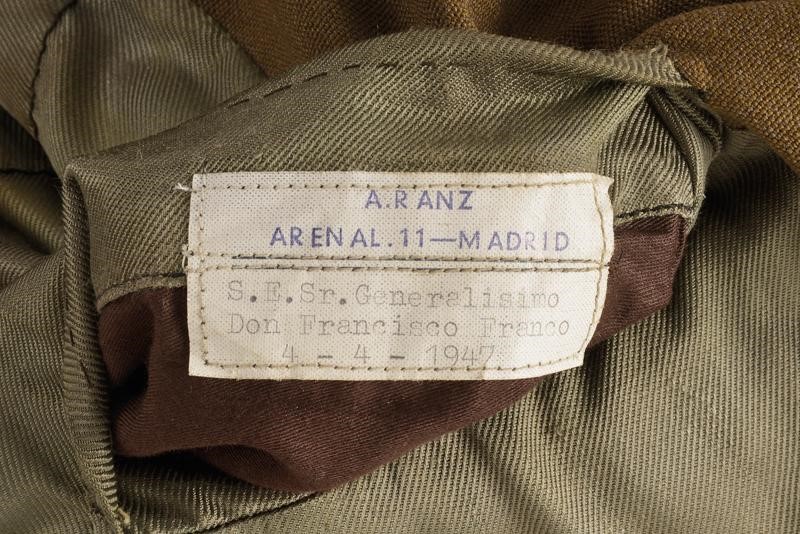 A.RANZ
ARENAL.11—MADRID
S.E.Sr.Generalisimo
Don Francisco Franco
4 - 4 - 1947